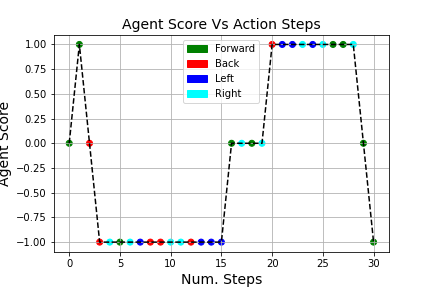 Agent Score Vs Action Steps
Agent Score
1.00
0.75
0.50
0.25
0.00
−0.25
−0.50
−0.75
−1.00
Forward
Back
Left
Right
0
5
10
15
20
25
30
Num. Steps